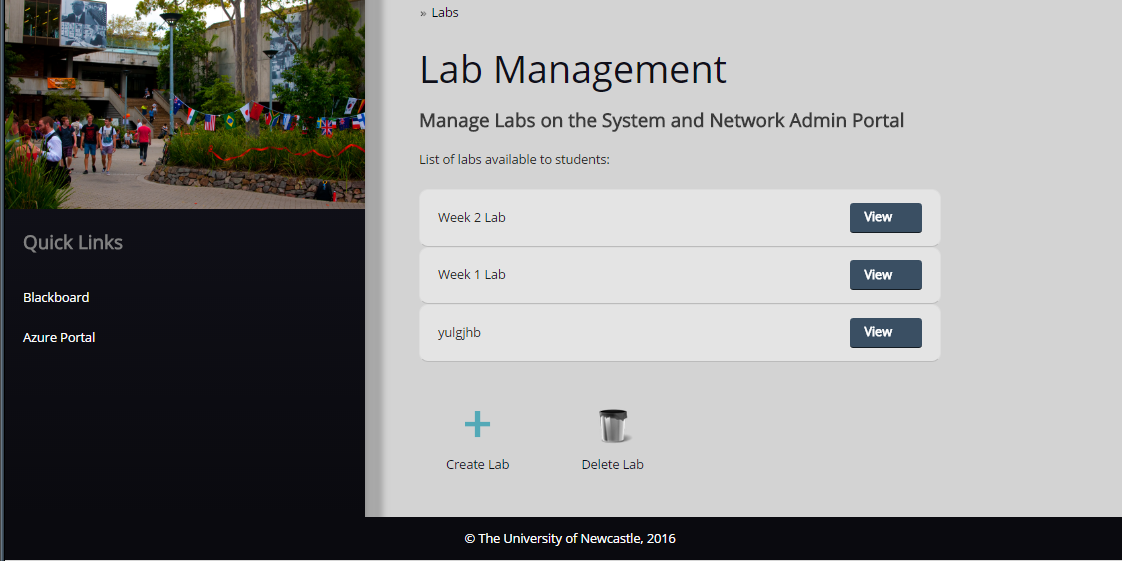 » Labs
Lab Management
Manage Labs on the System and Network Admin Portal
List of labs available to students:
Week 2 Lab View
Week 1 Lab View
yulgjhb View
Create Lab Delete Lab
Quick Links
Blackboard
Azure Portal
© The University of Newcastle, 2016